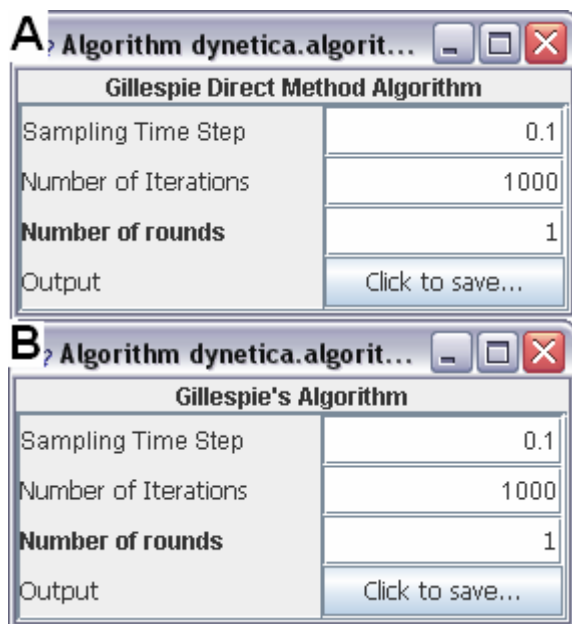 A ? Algorithm dynetica.algorit...
Gillespie Direct Method Algorithm
Sampling Time Step 0.1
Number of Iterations 1000
Number of rounds 1
Output Click to save...
B ? Algorithm dynetica.algorit...
Gillespie's Algorithm
Sampling Time Step 0.1
Number of Iterations 1000
Number of rounds 1
Output Click to save...